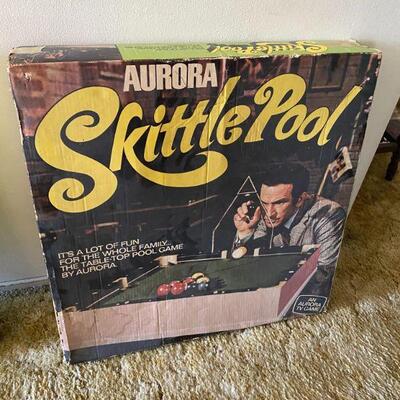 Skittle Pool
AURORA
Skittle Pool
IT'S A LOT OF FUN
FOR THE WHOLE FAMILY...
THE TABLE-TOP POOL GAME
BY AURORA
AN
AURORA
TV GAME